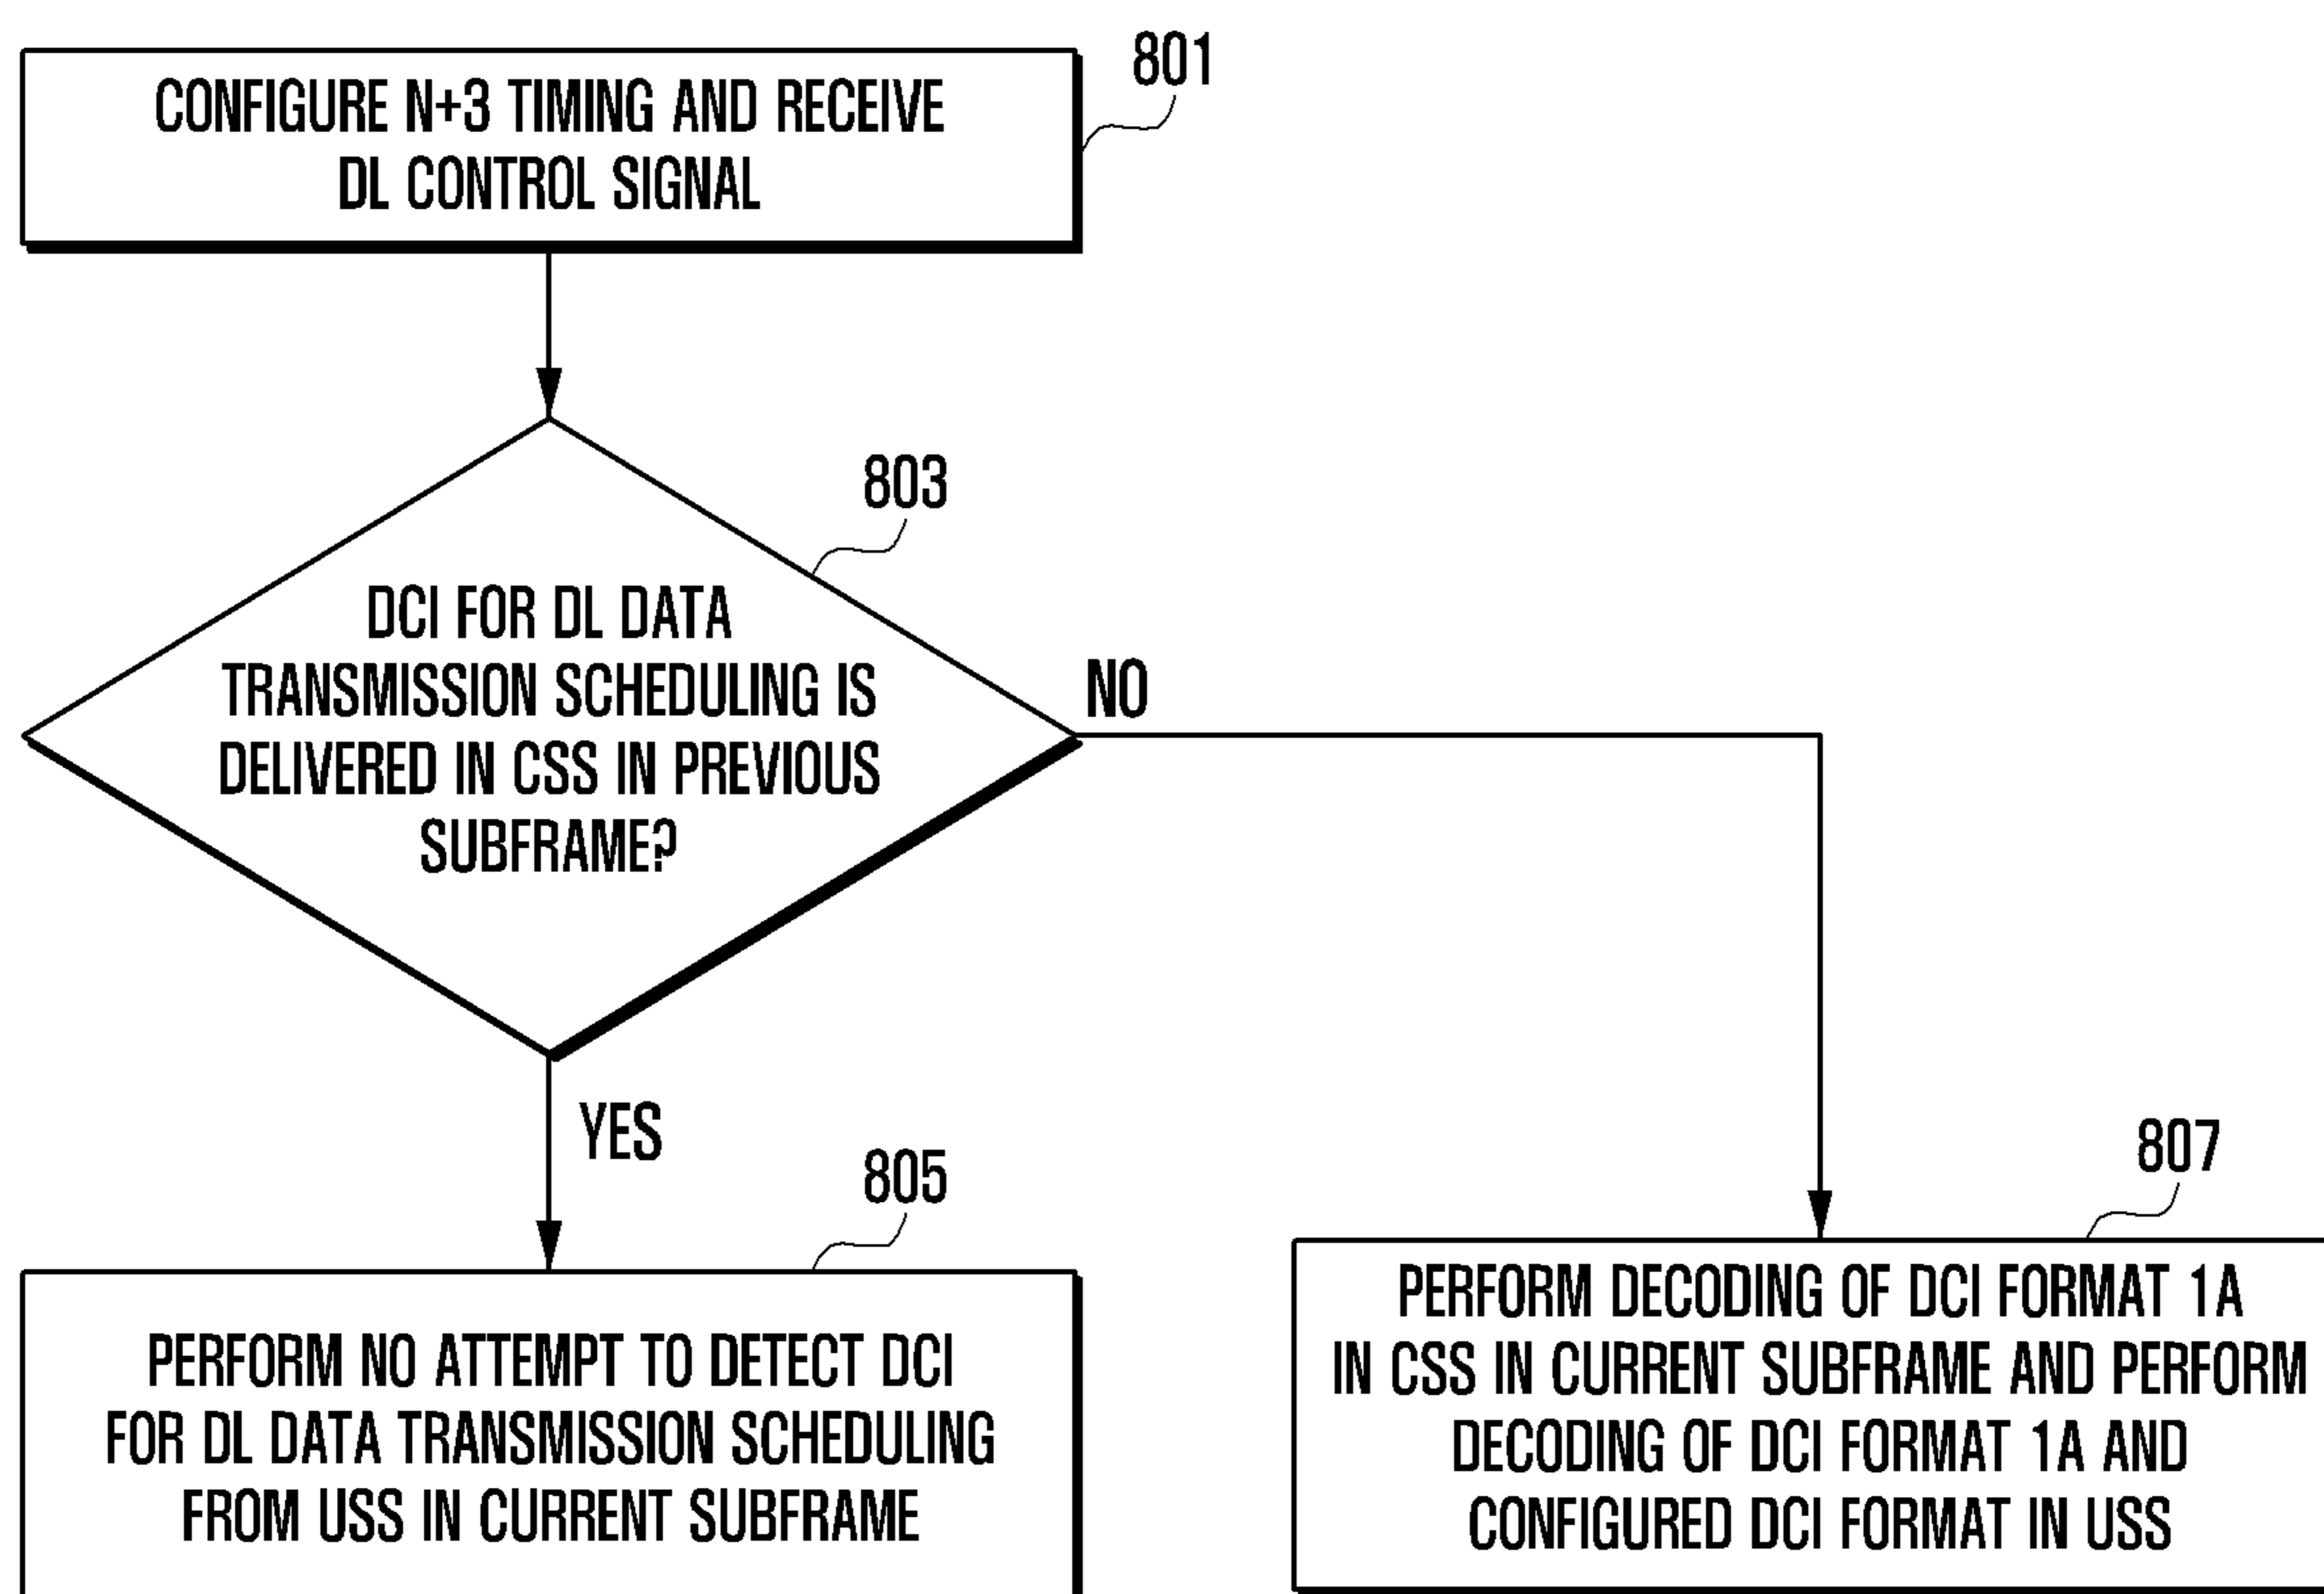 801
CONFIGURE N+3 TIMING AND RECEIVE
DL CONTROL SIGNAL
803
DCI FOR DL DATA
TRANSMISSION SCHEDULING IS
DELIVERED IN CSS IN PREVIOUS
SUBFRAME?
NO
YES
805
PERFORM NO ATTEMPT TO DETECT DCI
FOR DL DATA TRANSMISSION SCHEDULING
FROM USS IN CURRENT SUBFRAME
807
PERFORM DECODING OF DCI FORMAT 1A
IN CSS IN CURRENT SUBFRAME AND PERFORM
DECODING OF DCI FORMAT 1A AND
CONFIGURED DCI FORMAT IN USS